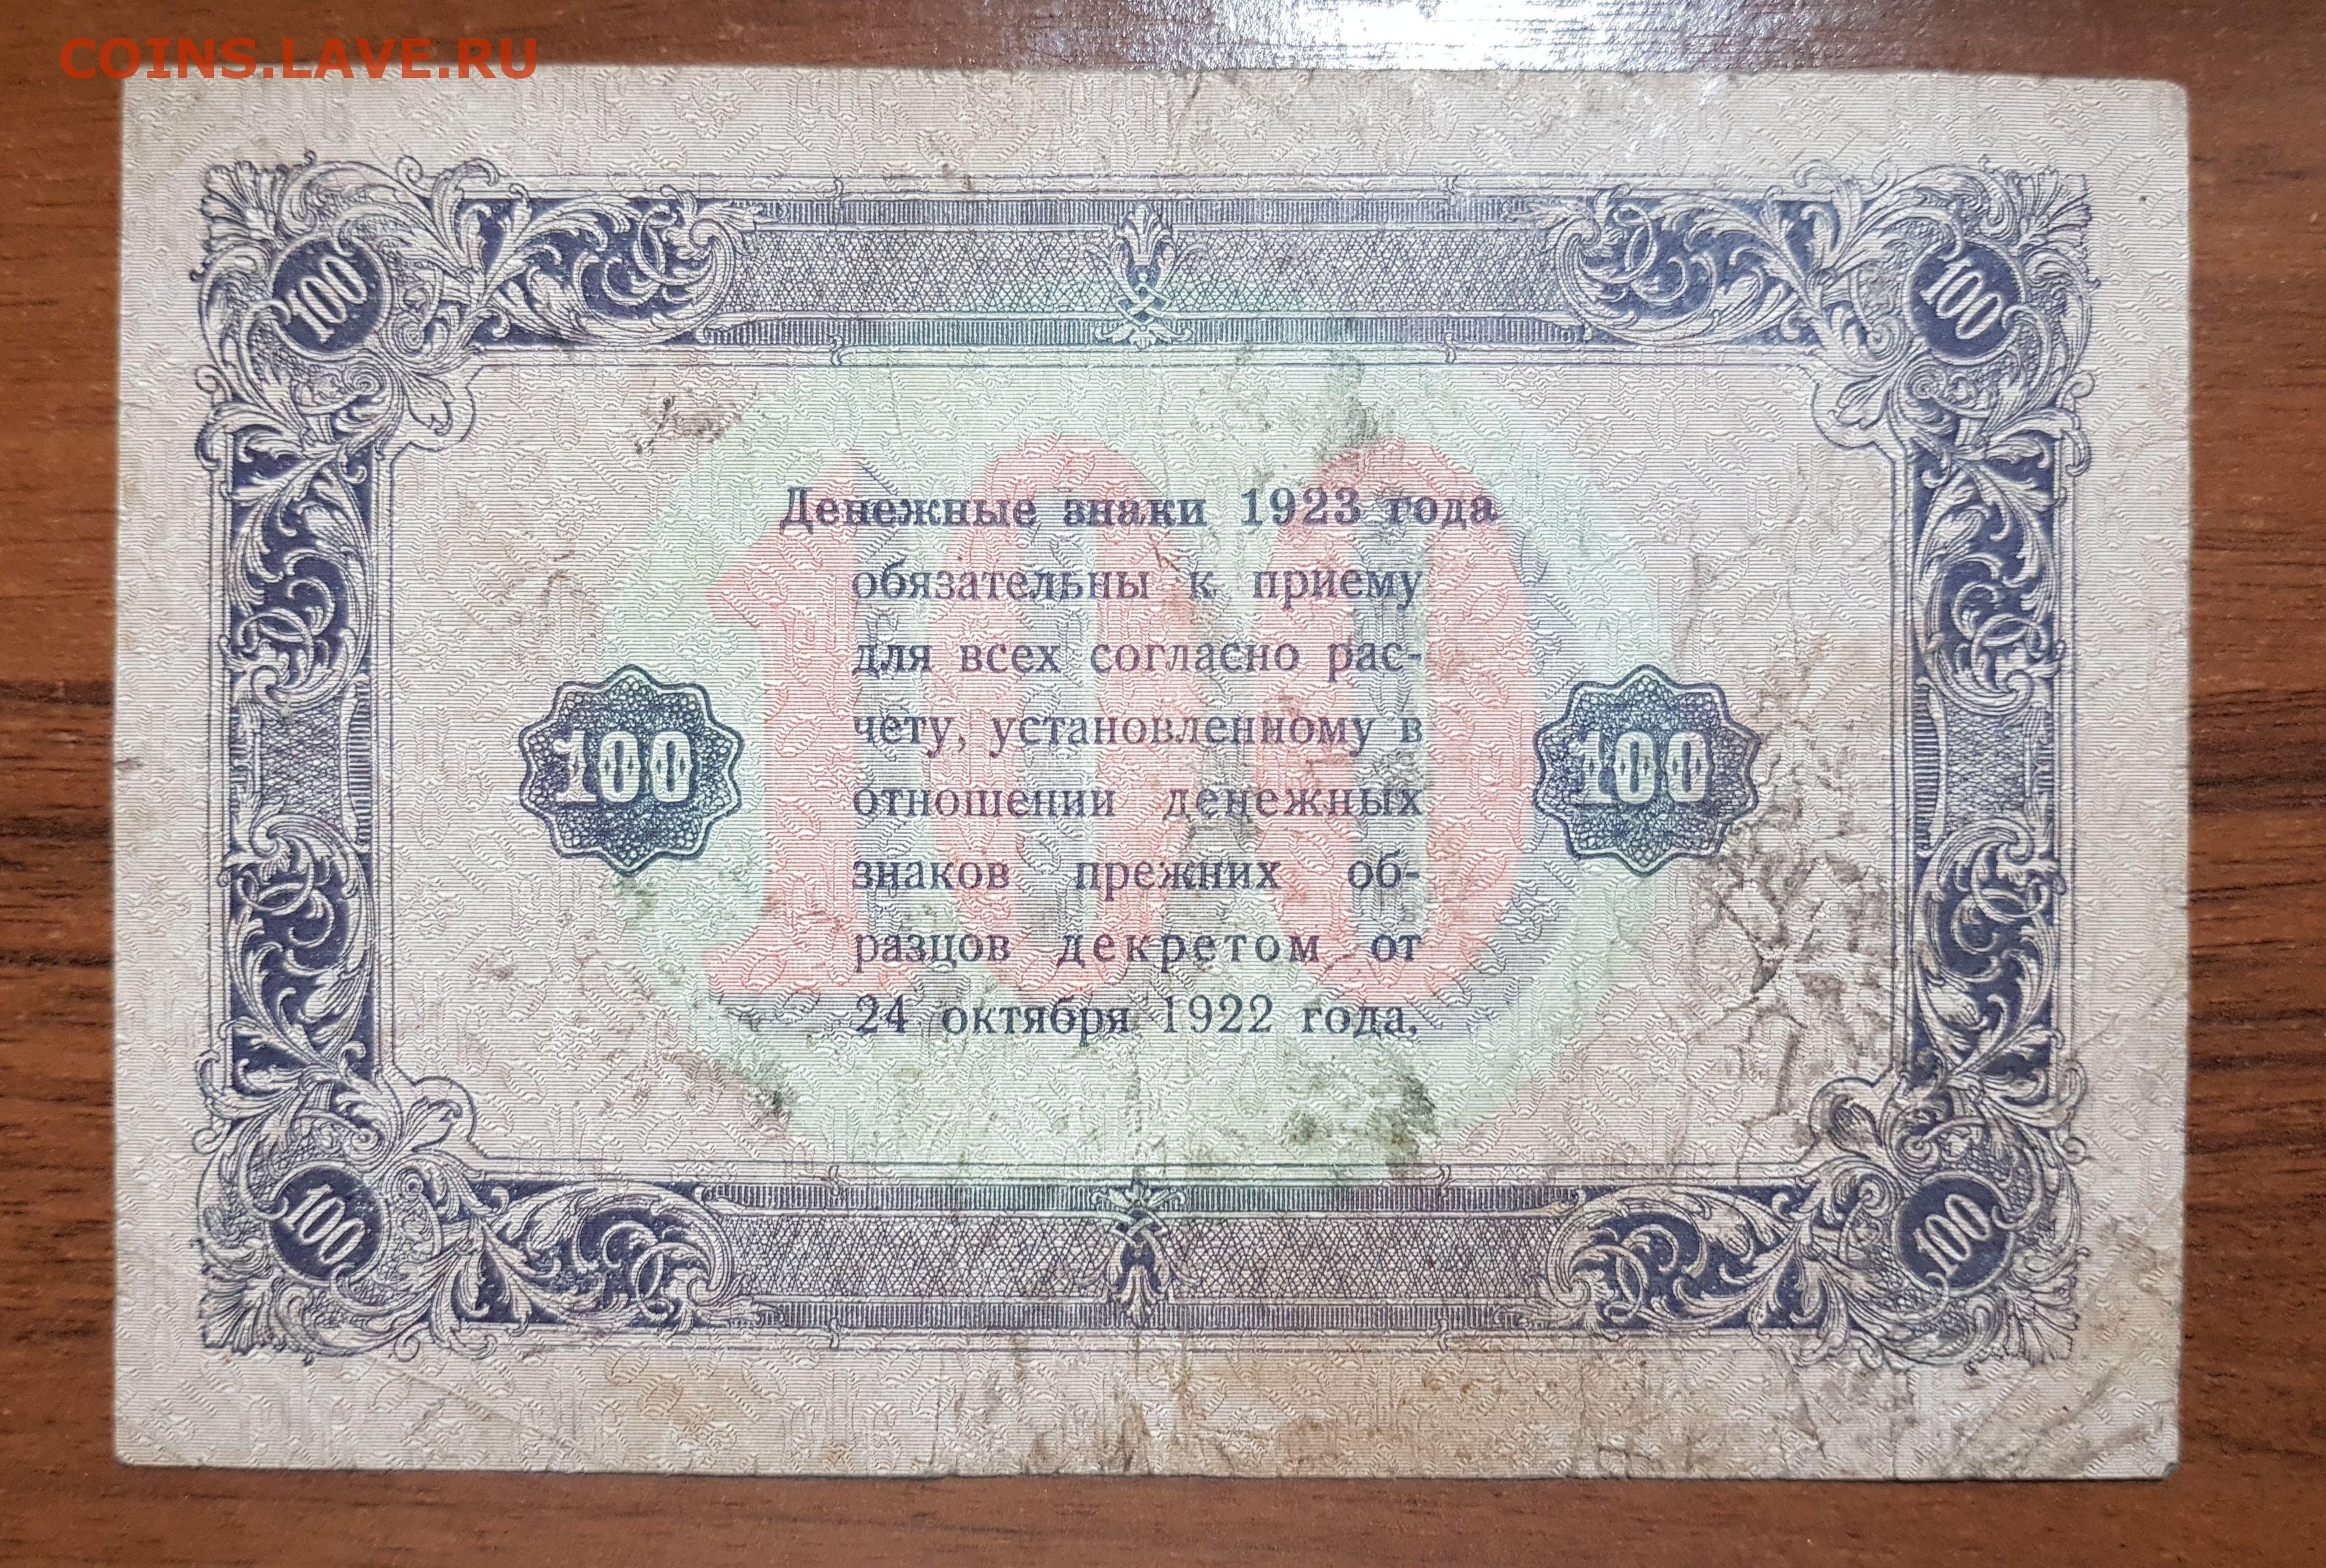 COINS.LAVE.RU
100
100
Денежные знаки 1923 года
обязательны к приему
для всех согласно рас-
чету, установленному в
отношении денежных
знаков прежних об-
разцов декретом от
24 октября 1922 года.
100
100
100
100
100